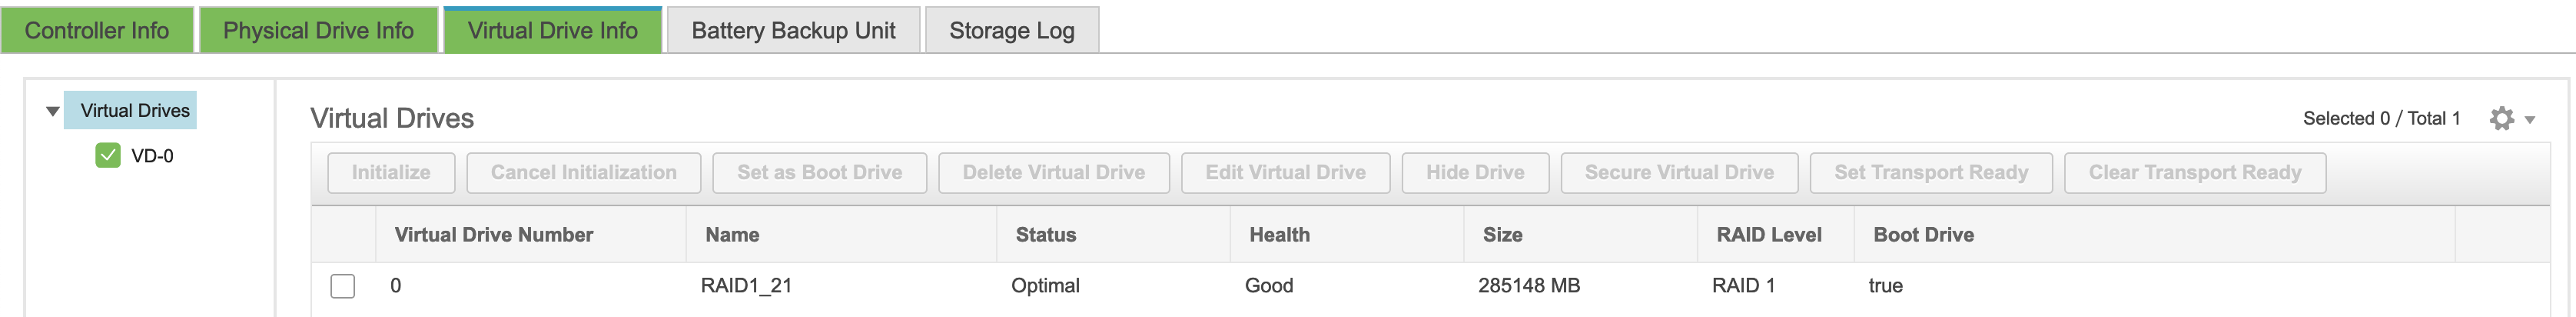 Controller Info Physical Drive Info Virtual Drive Info Battery Backup Unit Storage Log
Virtual Drives
VD-0
Virtual Drives Selected 0 / Total 1
Initialize Cancel Initialization Set as Boot Drive Delete Virtual Drive Edit Virtual Drive Hide Drive Secure Virtual Drive Set Transport Ready Clear Transport Ready
Virtual Drive Number Name Status Health Size RAID Level Boot Drive
0 RAID1_21 Optimal Good 285148 MB RAID 1 true